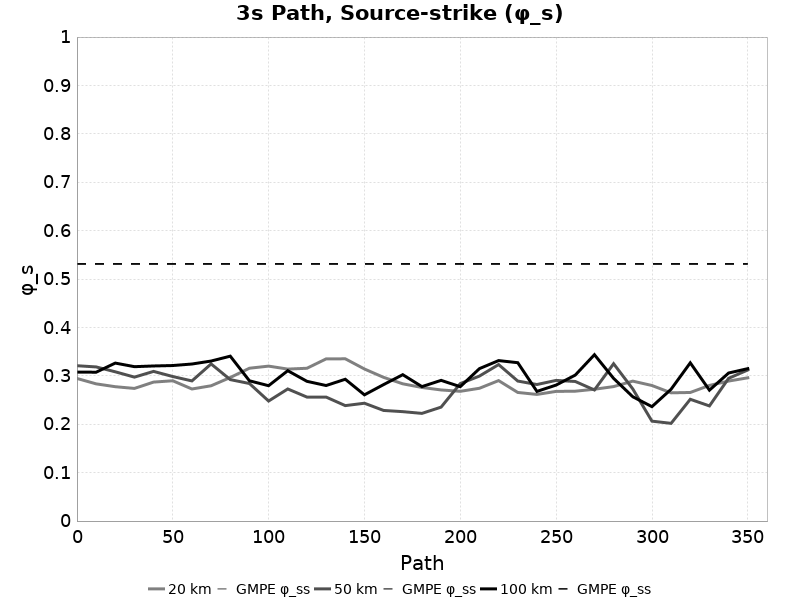 3s Path, Source-strike (φ_s)
1
0.9
0.8
0.7
0.6
0.5
0.4
0.3
0.2
0.1
0
φ_s
0 50 100 150 200 250 300 350
Path
20 km GMPE φ_ss 50 km GMPE φ_ss 100 km GMPE φ_ss